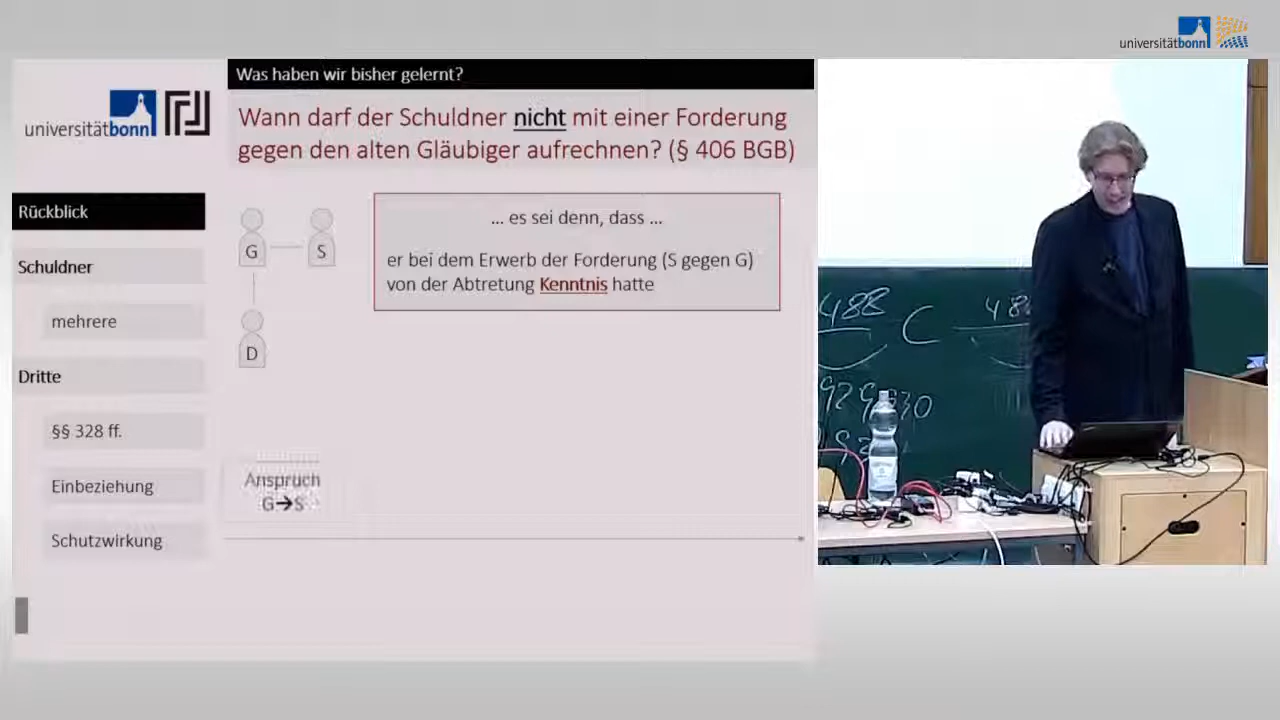 universitätbonn
Was haben wir bisher gelernt?
universitätbonn
Wann darf der Schuldner nicht mit einer Forderung
gegen den alten Gläubiger aufrechnen? (§ 406 BGB)
Rückblick
Schuldner
mehrere
Dritte
§§ 328 ff.
Einbeziehung
Schutzwirkung
G
S
D
... es sei denn, dass ...
er bei dem Erwerb der Forderung (S gegen G)
von der Abtretung Kenntnis hatte
Anspruch
G→S
488
C
48